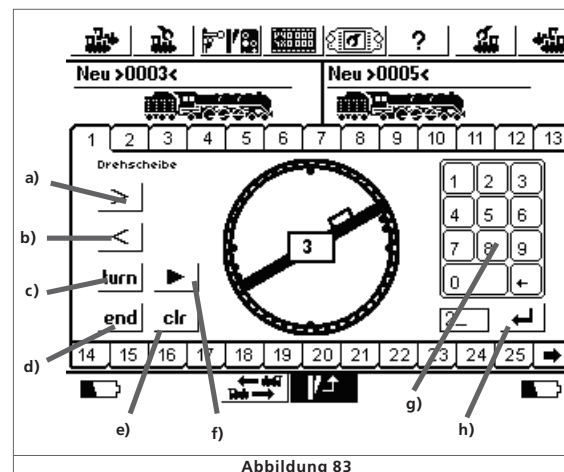 ?
Neu >0003<
Neu >0005<
1 2 3 4 5 6 7 8 9 10 11 12 13
Drehscheibe
a) >
b) <
c) turn
d) end clr
e)
f)
3
1 2 3
4 5 6
7 8 9
0 ←
2_
g)
h)
14 15 16 17 18 19 20 21 22 23 24 25 →
Abbildung 83